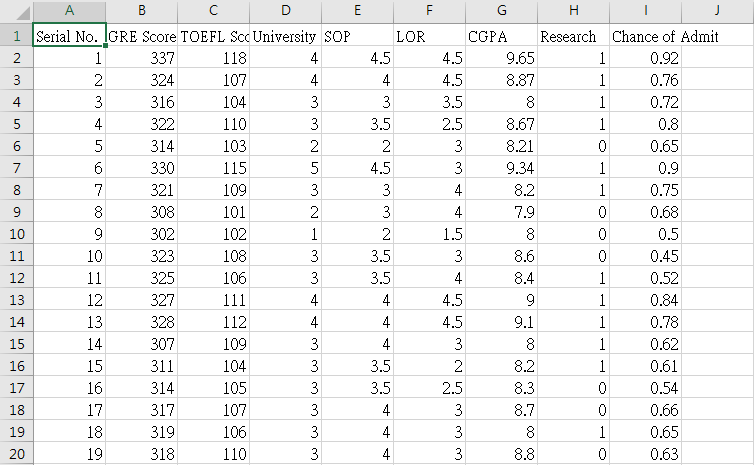 A B C D E F G H I J
1 Serial No. GRE Score TOEFL Sco University SOP LOR CGPA Research Chance of Admit
2 1 337 118 4 4.5 4.5 9.65 1 0.92
3 2 324 107 4 4 4.5 8.87 1 0.76
4 3 316 104 3 3 3.5 8 1 0.72
5 4 322 110 3 3.5 2.5 8.67 1 0.8
6 5 314 103 2 2 3 8.21 0 0.65
7 6 330 115 5 4.5 3 9.34 1 0.9
8 7 321 109 3 3 4 8.2 1 0.75
9 8 308 101 2 3 4 7.9 0 0.68
10 9 302 102 1 2 1.5 8 0 0.5
11 10 323 108 3 3.5 3 8.6 0 0.45
12 11 325 106 3 3.5 4 8.4 1 0.52
13 12 327 111 4 4 4.5 9 1 0.84
14 13 328 112 4 4 4.5 9.1 1 0.78
15 14 307 109 3 4 3 8 1 0.62
16 15 311 104 3 3.5 2 8.2 1 0.61
17 16 314 105 3 3.5 2.5 8.3 0 0.54
18 17 317 107 3 4 3 8.7 0 0.66
19 18 319 106 3 4 3 8 1 0.65
20 19 318 110 3 4 3 8.8 0 0.63